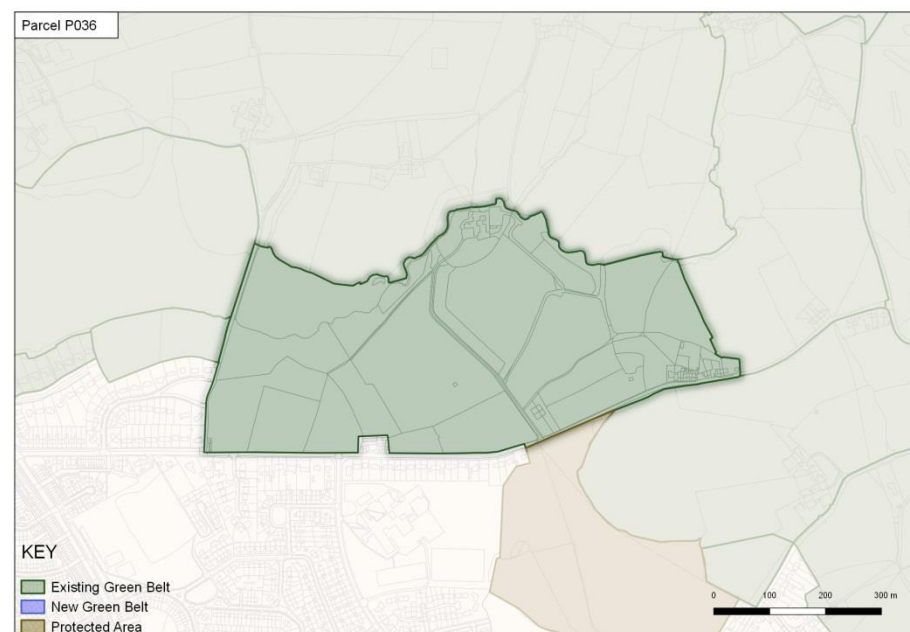 Parcel P036
KEY
Existing Green Belt
New Green Belt
Protected Area
0 100 200 300 m